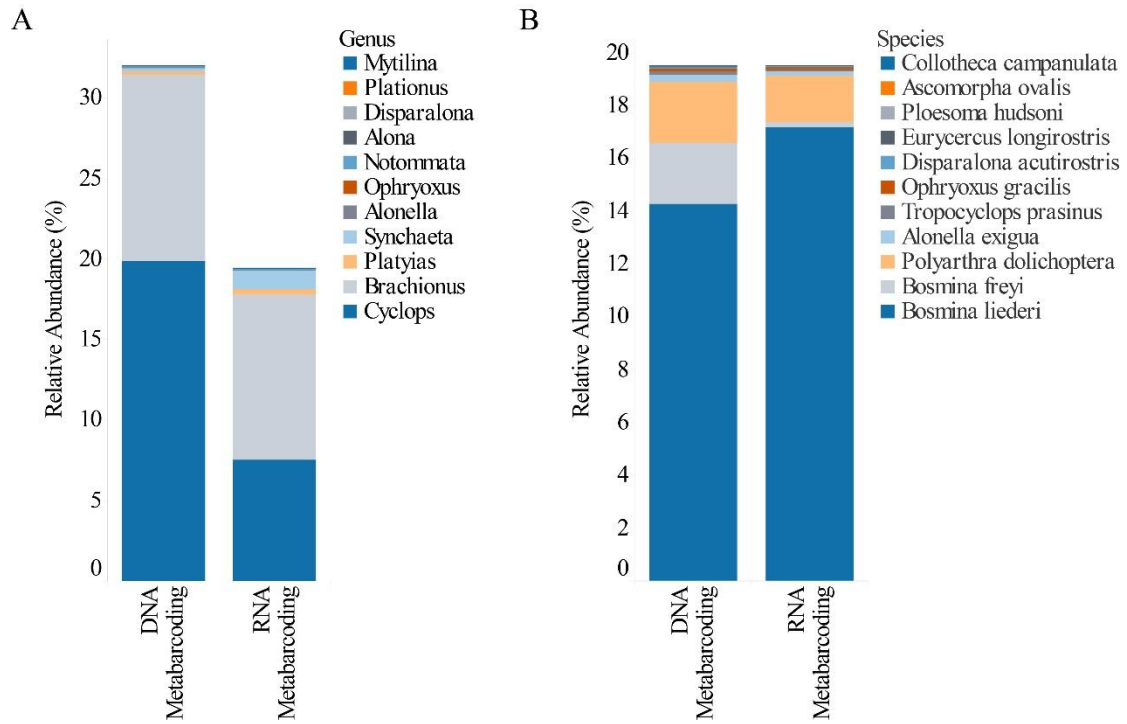 A
Relative Abundance (%)
30
25
20
15
10
5
0
DNA
Metabarcoding
RNA
Metabarcoding
Genus
Mytilina
Plationus
Disparalona
Alona
Notommata
Ophryoxus
Alonella
Synchaeta
Platyias
Brachionus
Cyclops
B
Relative Abundance (%)
20
18
16
14
12
10
8
6
4
2
0
DNA
Metabarcoding
RNA
Metabarcoding
Species
Collotheca campanulata
Ascomorpha ovalis
Ploesoma hudsoni
Eurycercus longirostris
Disparalona acutirostris
Ophryoxus gracilis
Tropocyclops prasinus
Alonella exigua
Polyarthra dolichoptera
Bosmina freyi
Bosmina liederi